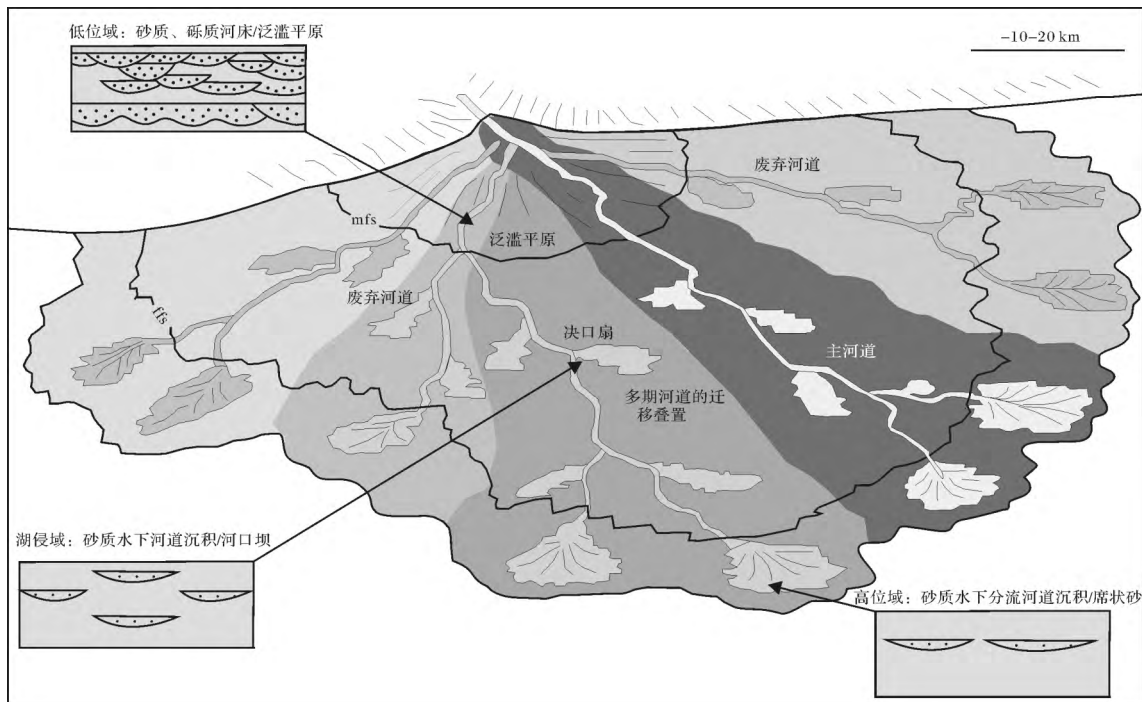 低位域：砂质、砾质河床/泛滥平原
~10–20 km
废弃河道
mfs
泛滥平原
废弃河道
ffs
决口扇
主河道
多期河道的迁
移叠置
湖侵域：砂质水下河道沉积/河口坝
高位域：砂质水下分流河道沉积/席状砂